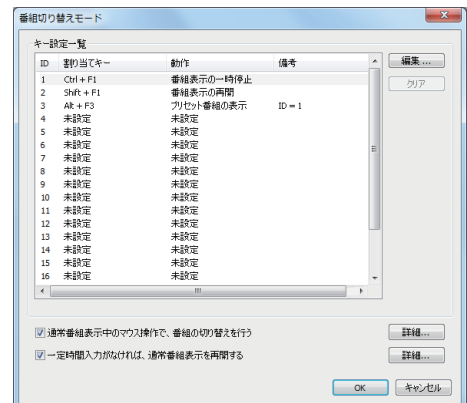 番組切り替えモード
キー設定一覧
ID 割り当てキー 動作 備考
1 Ctrl + F1 番組表示の一時停止
2 Shift + F1 番組表示の再開
3 Alt + F3 プリセット番組の表示 ID = 1
4 未設定 未設定
5 未設定 未設定
6 未設定 未設定
7 未設定 未設定
8 未設定 未設定
9 未設定 未設定
10 未設定 未設定
11 未設定 未設定
12 未設定 未設定
13 未設定 未設定
14 未設定 未設定
15 未設定 未設定
16 未設定 未設定
編集 ...
クリア
通常番組表示中のマウス操作で、番組の切り替えを行う
詳細...
一定時間入力がなければ、通常番組表示を再開する
詳細...
OK キャンセル